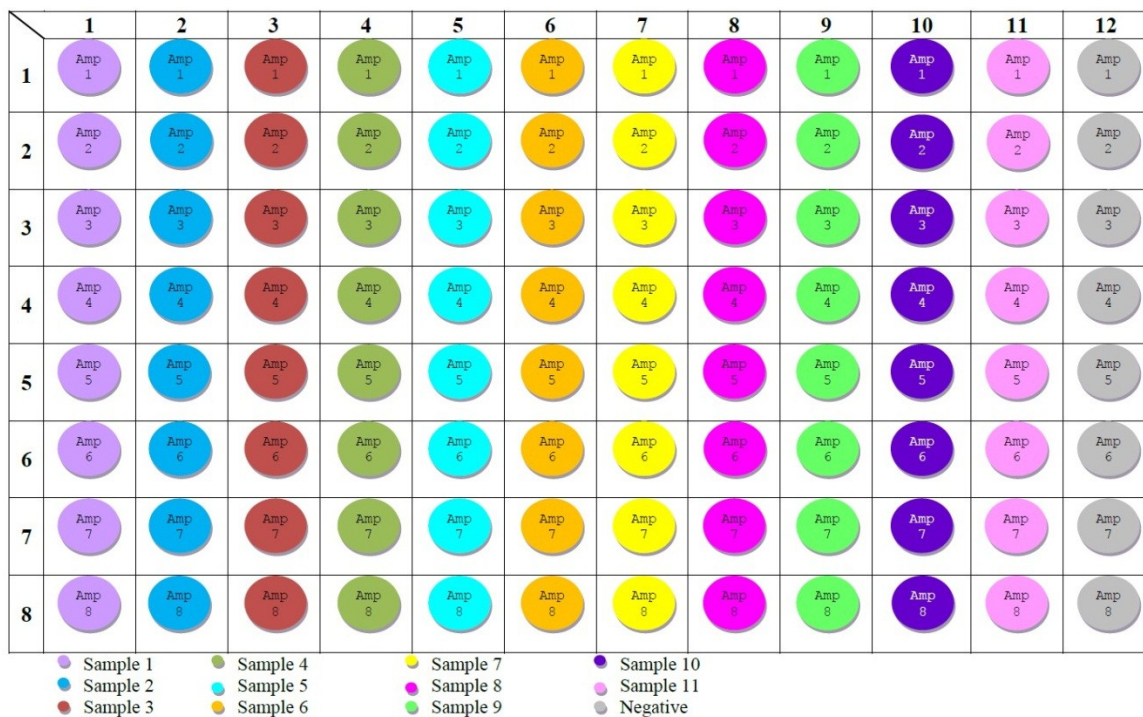 1 2 3 4 5 6 7 8 9 10 11 12
1 Amp 1 Amp 1 Amp 1 Amp 1 Amp 1 Amp 1 Amp 1 Amp 1 Amp 1 Amp 1 Amp 1 Amp 1
2 Amp 2 Amp 2 Amp 2 Amp 2 Amp 2 Amp 2 Amp 2 Amp 2 Amp 2 Amp 2 Amp 2 Amp 2
3 Amp 3 Amp 3 Amp 3 Amp 3 Amp 3 Amp 3 Amp 3 Amp 3 Amp 3 Amp 3 Amp 3 Amp 3
4 Amp 4 Amp 4 Amp 4 Amp 4 Amp 4 Amp 4 Amp 4 Amp 4 Amp 4 Amp 4 Amp 4 Amp 4
5 Amp 5 Amp 5 Amp 5 Amp 5 Amp 5 Amp 5 Amp 5 Amp 5 Amp 5 Amp 5 Amp 5 Amp 5
6 Amp 6 Amp 6 Amp 6 Amp 6 Amp 6 Amp 6 Amp 6 Amp 6 Amp 6 Amp 6 Amp 6 Amp 6
7 Amp 7 Amp 7 Amp 7 Amp 7 Amp 7 Amp 7 Amp 7 Amp 7 Amp 7 Amp 7 Amp 7 Amp 7
8 Amp 8 Amp 8 Amp 8 Amp 8 Amp 8 Amp 8 Amp 8 Amp 8 Amp 8 Amp 8 Amp 8 Amp 8
Sample 1 Sample 4 Sample 7 Sample 10
Sample 2 Sample 5 Sample 8 Sample 11
Sample 3 Sample 6 Sample 9 Negative